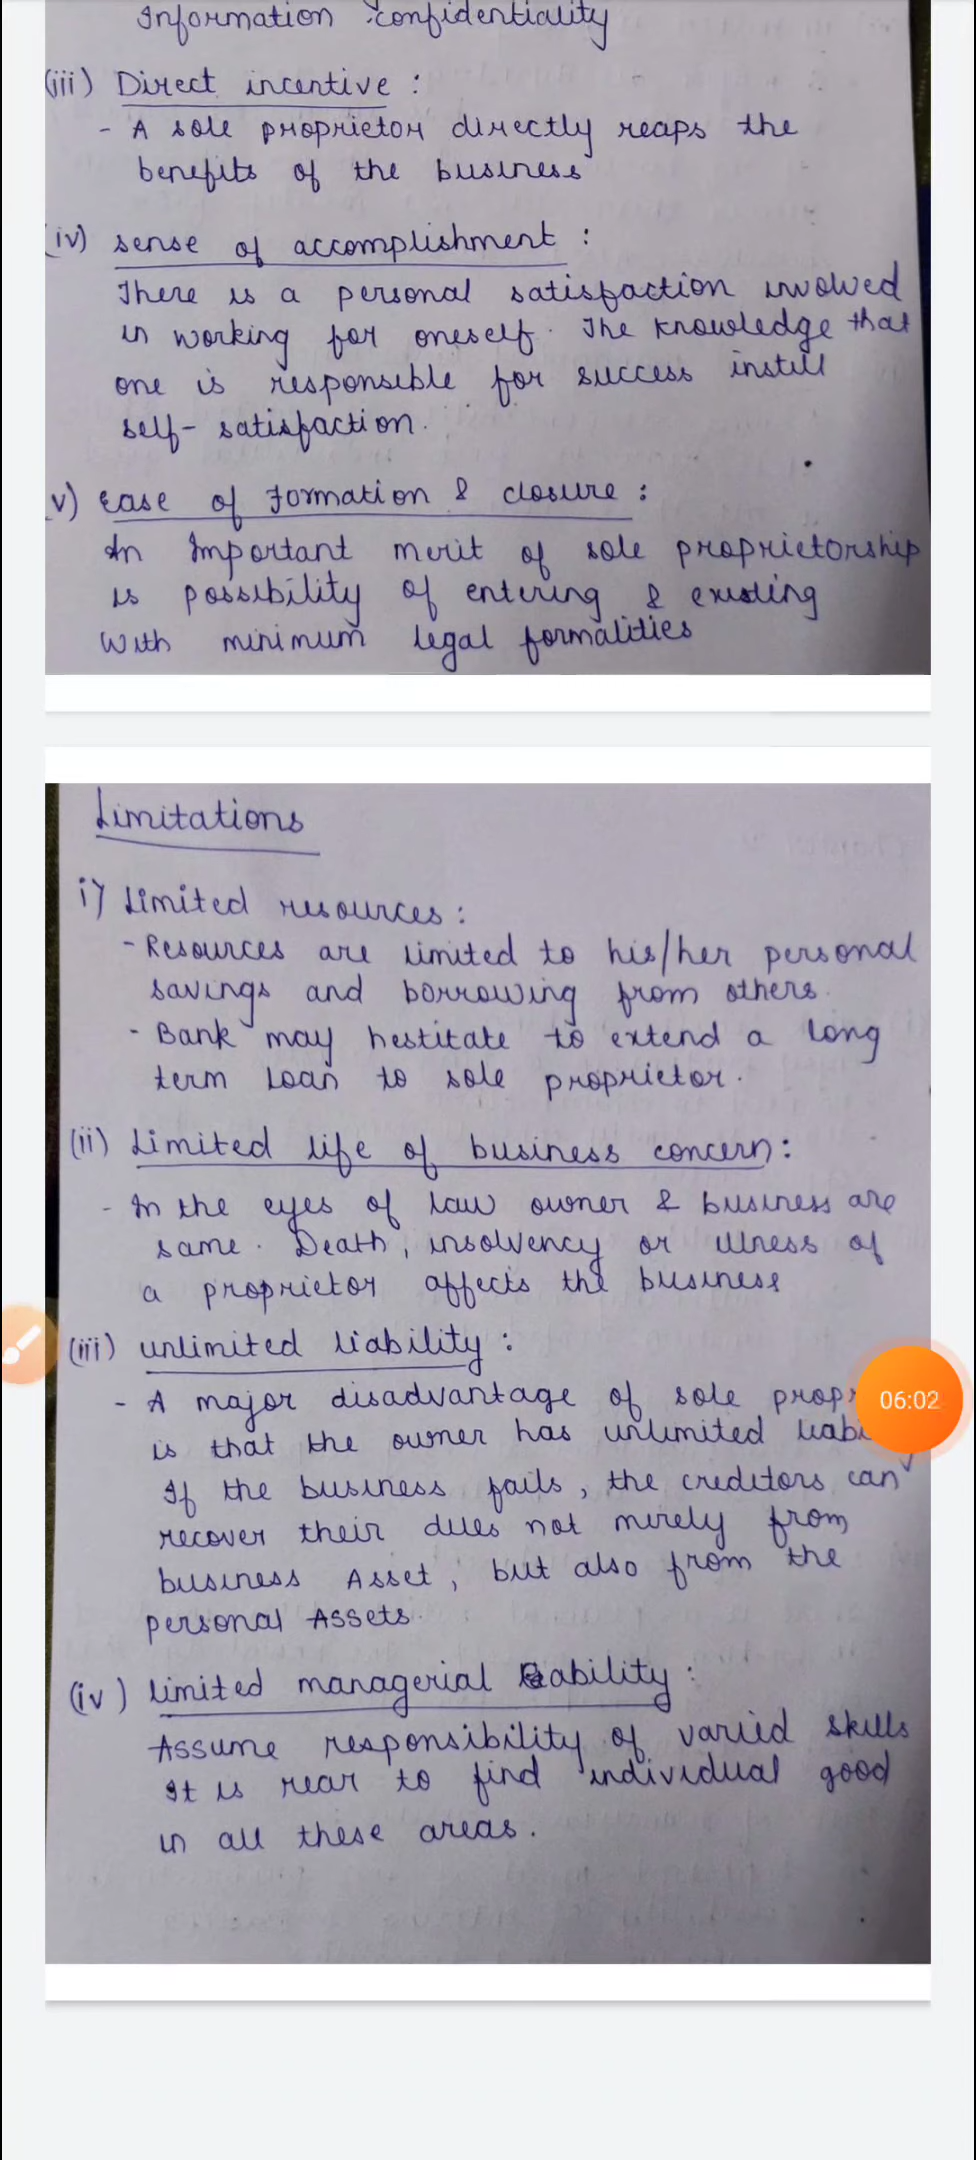 Information confidentiality
(iii) Direct incentive :
- A sole proprietor directly reaps the
benefits of the business
(iv) sense of accomplishment :
There is a personal satisfaction involved
in working for oneself. The knowledge that
one is responsible for success instill
self- satisfaction.
v) Ease of Formation & closure :
An Important merit of sole proprietorship
is possibility of entering & existing
with minimum legal formalities
Limitations
i) Limited resources :
- Resources are limited to his/her personal
savings and borrowing from others.
- Bank may hestitate to extend a long
term loan to sole proprietor.
(ii) Limited life of business concern :
- In the eyes of law owner & business are
same. Death, insolvency or illness of
a proprietor affects the business
(iii) unlimited liability :
- A major disadvantage of sole
06:02
is that the owner has unlimited
If the business fails, the creditors can
recover their dues not merely from
business Asset, but also from the
personal Assets.
(iv) limited managerial ability :
Assume responsibility of varied skills
It is rear to find individual good
in all these areas.